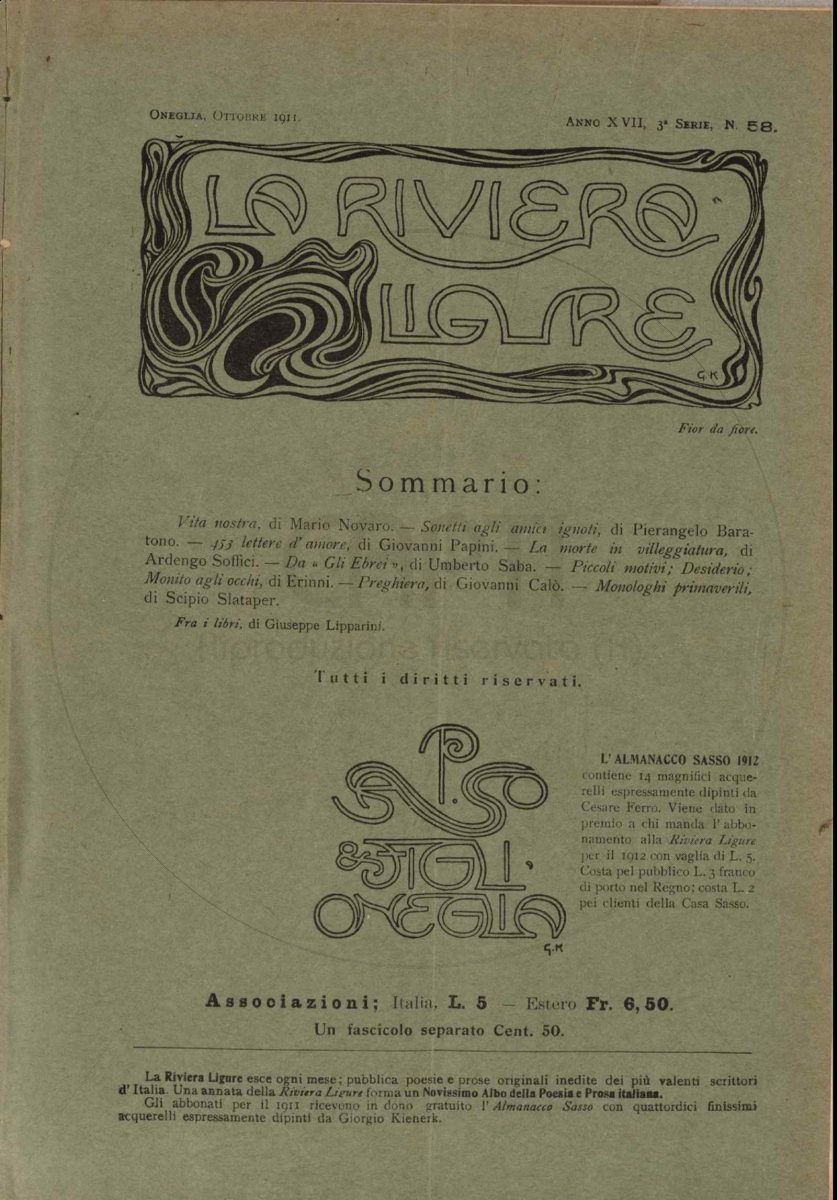 ONEGLIA, OTTOBRE 1911.
ANNO XVII, 3ª SERIE, N. 58.
LA RIVIERA
LIGURE
G. K
Fior da fiore.
Sommario:
Vita nostra, di Mario Novaro. — Sonetti agli amici ignoti, di Pierangelo Bara-
tono. — 453 lettere d'amore, di Giovanni Papini. — La morte in villeggiatura, di
Ardengo Soffici. — Da « Gli Ebrei », di Umberto Saba. — Piccoli motivi; Desiderio;
Monito agli occhi, di Erinni. — Preghiera, di Giovanni Calò. — Monologhi primaverili,
di Scipio Slataper.
Fra i libri, di Giuseppe Lipparini.
Tutti i diritti riservati.
P. SASSO
& FIGLI
ONEGLIA
G. K
L'ALMANACCO SASSO 1912
contiene 14 magnifici acque-
relli espressamente dipinti da
Cesare Ferro. Viene dato in
premio a chi manda l'abbo-
namento alla Riviera Ligure
per il 1912 con vaglia di L. 5.
Costa pel pubblico L. 3 franco
di porto nel Regno; costa L. 2
pei clienti della Casa Sasso.
Associazioni; Italia, L. 5 — Estero Fr. 6,50.
Un fascicolo separato Cent. 50.
La Riviera Ligure esce ogni mese; pubblica poesie e prose originali inedite dei più valenti scrittori
d'Italia. Una annata della Riviera Ligure forma un Novissimo Albo della Poesia e Prosa italiana.
Gli abbonati per il 1911 ricevono in dono gratuito l'Almanacco Sasso con quattordici finissimi
acquerelli espressamente dipinti da Giorgio Kienerk.